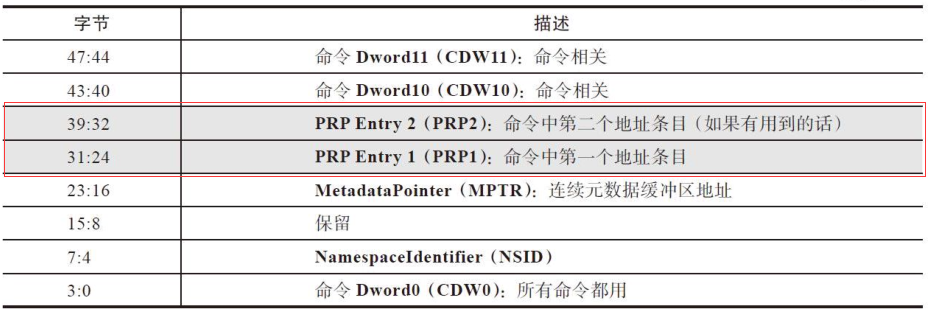 字节 描述
47:44 命令 Dword11（CDW11）：命令相关
43:40 命令 Dword10（CDW10）：命令相关
39:32 PRP Entry 2（PRP2）：命令中第二个地址条目（如果有用到的话）
31:24 PRP Entry 1（PRP1）：命令中第一个地址条目
23:16 MetadataPointer（MPTR）：连续元数据缓冲区地址
15:8 保留
7:4 NamespaceIdentifier（NSID）
3:0 命令 Dword0（CDW0）：所有命令都用